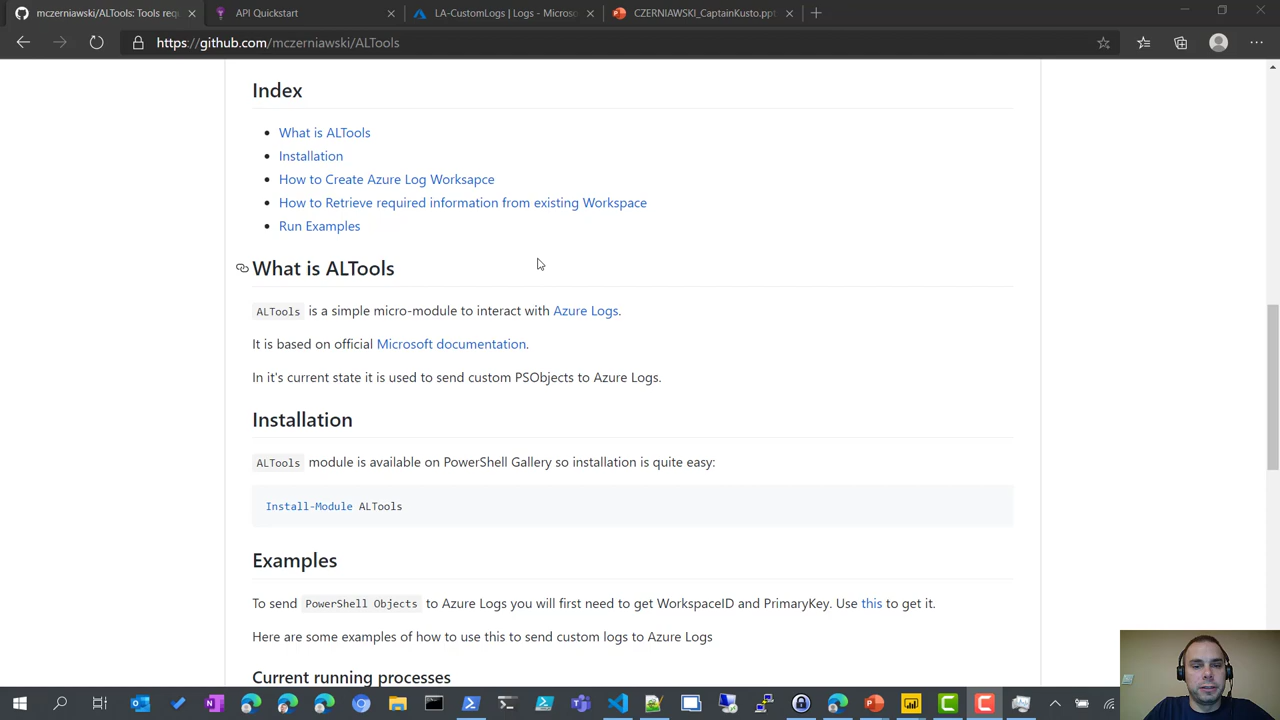 mczerniawski/ALTools: Tools requ
API Quickstart
LA-CustomLogs | Logs - Microso
CZERNIAWSKI_CaptainKusto.ppt
https://github.com/mczerniawski/ALTools
Index
What is ALTools
Installation
How to Create Azure Log Worksapce
How to Retrieve required information from existing Workspace
Run Examples
What is ALTools
ALTools is a simple micro-module to interact with Azure Logs.
It is based on official Microsoft documentation.
In it's current state it is used to send custom PSObjects to Azure Logs.
Installation
ALTools module is available on PowerShell Gallery so installation is quite easy:
Install-Module ALTools
Examples
To send PowerShell Objects to Azure Logs you will first need to get WorkspaceID and PrimaryKey. Use this to get it.
Here are some examples of how to use this to send custom logs to Azure Logs
Current running processes